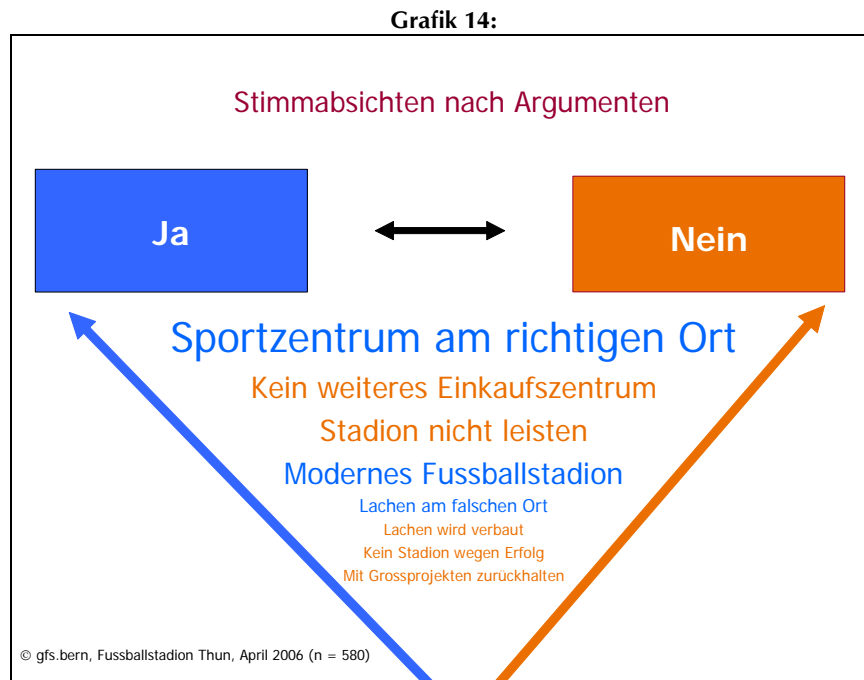 Grafik 14:
Stimmabsichten nach Argumenten
Ja
Nein
Sportzentrum am richtigen Ort
Kein weiteres Einkaufszentrum
Stadion nicht leisten
Modernes Fussballstadion
Lachen am falschen Ort
Lachen wird verbaut
Kein Stadion wegen Erfolg
Mit Grossprojekten zurückhalten
© gfs.bern, Fussballstadion Thun, April 2006 (n = 580)